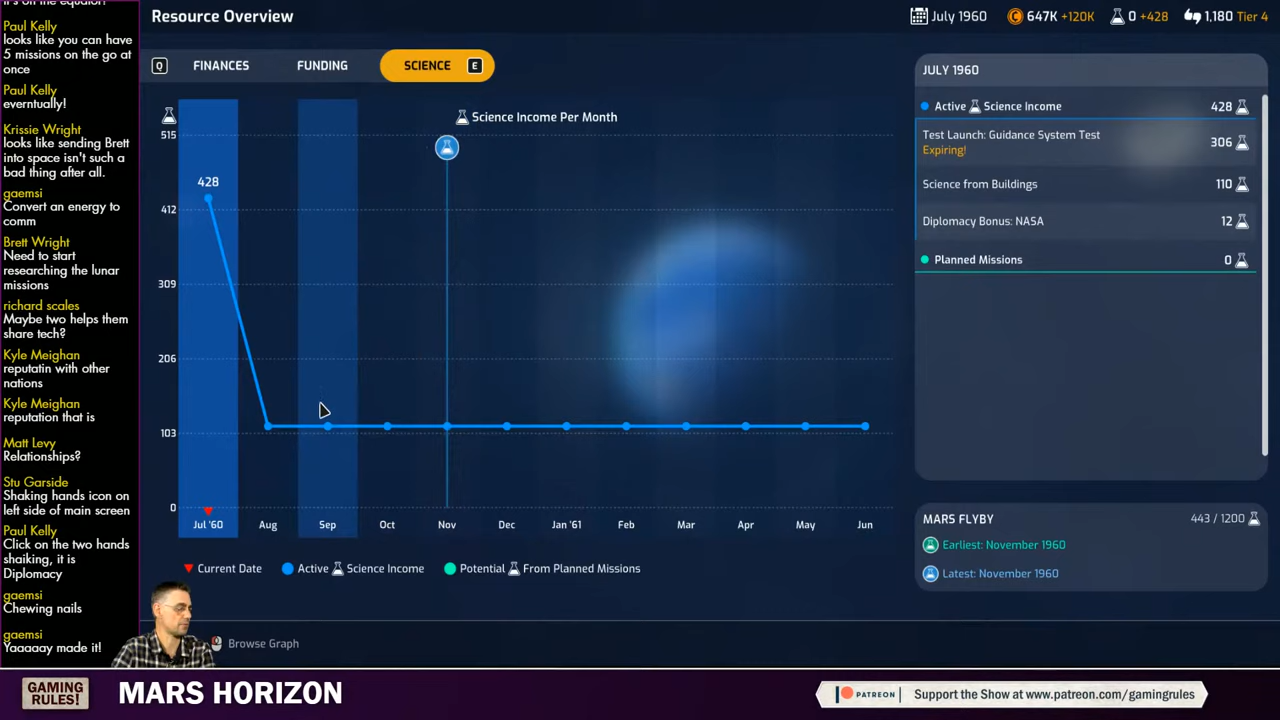 it's on the equator!
Paul Kelly
looks like you can have
5 missions on the go at
once
Paul Kelly
everntually!
Krissie Wright
looks like sending Brett
into space isn't such a
bad thing after all.
gaemsi
Convert an energy to
comm
Brett Wright
Need to start
researching the lunar
missions
richard scales
Maybe two helps them
share tech?
Kyle Meighan
reputatin with other
nations
Kyle Meighan
reputation that is
Matt Levy
Relationships?
Stu Garside
Shaking hands icon on
left side of main screen
Paul Kelly
Click on the two hands
shaiking, it is
Diplomacy
gaemsi
Chewing nails
gaemsi
Yaaaaay made it!
Resource Overview
July 1960
647K +120K
0 +428
1,180 Tier 4
Q
FINANCES
FUNDING
SCIENCE
E
Science Income Per Month
515
412
309
206
103
0
428
Jul '60
Aug
Sep
Oct
Nov
Dec
Jan '61
Feb
Mar
Apr
May
Jun
Current Date
Active Science Income
Potential From Planned Missions
Browse Graph
JULY 1960
Active Science Income 428
Test Launch: Guidance System Test
Expiring!
306
Science from Buildings 110
Diplomacy Bonus: NASA 12
Planned Missions 0
MARS FLYBY 443 / 1200
Earliest: November 1960
Latest: November 1960
GAMING
RULES!
MARS HORIZON
PATREON
Support the Show at www.patreon.com/gamingrules